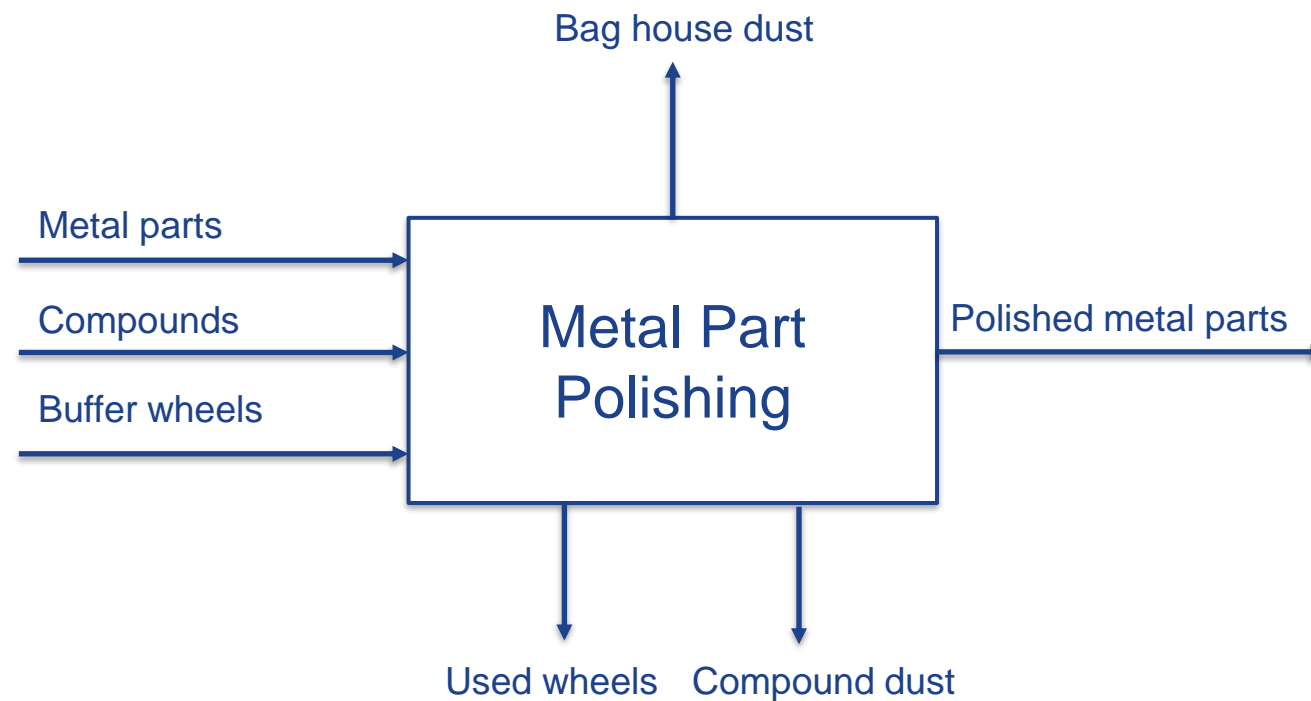 Bag house dust
Metal parts
Compounds
Buffer wheels
Metal Part
Polishing
Polished metal parts
Used wheels
Compound dust